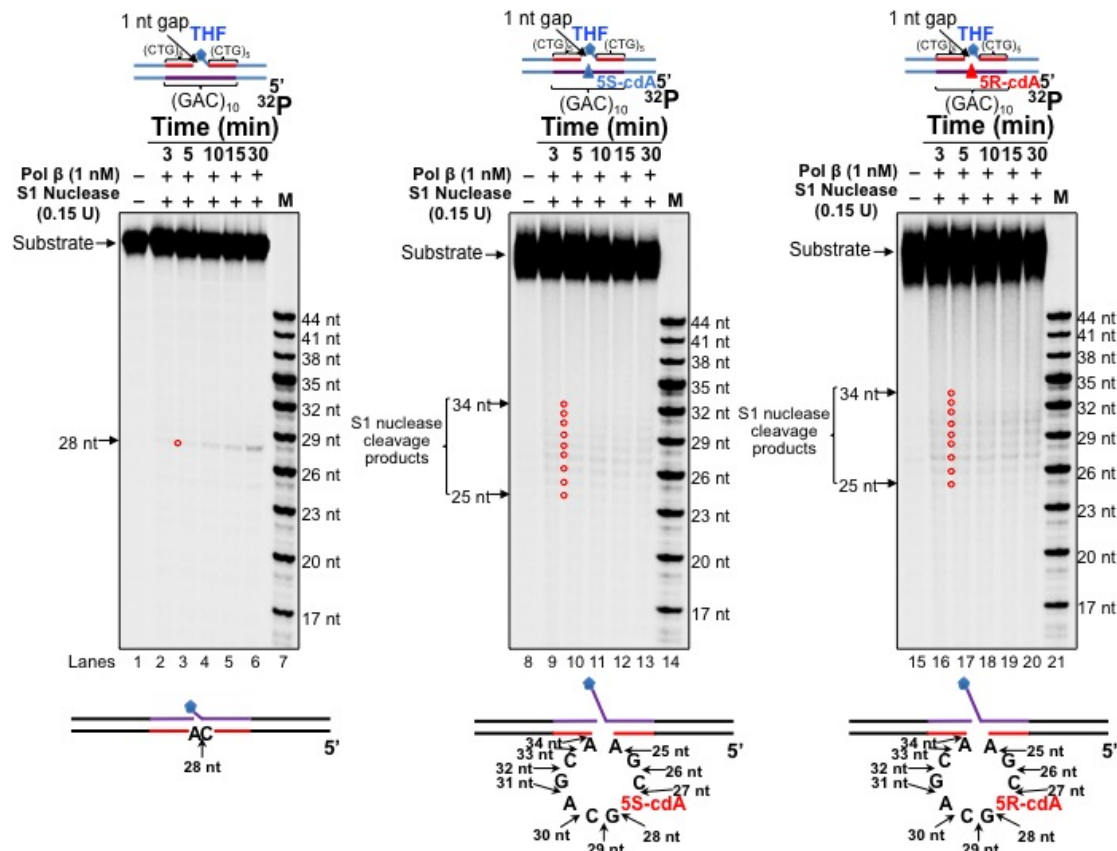 1 nt gap
THF
(CTG)5
(CTG)5
5'
(GAC)10
32P
Time (min)
3 5 10 15 30
Pol β (1 nM) − + + + + +
S1 Nuclease (0.15 U) − + + + + + M
Substrate
44 nt
41 nt
38 nt
35 nt
32 nt
28 nt
29 nt
26 nt
23 nt
20 nt
17 nt
Lanes 1 2 3 4 5 6 7
AC
5'
28 nt
1 nt gap
THF
(CTG)5
5S-cdA
5'
(GAC)10
32P
Time (min)
3 5 10 15 30
Pol β (1 nM) − + + + + +
S1 Nuclease (0.15 U) − + + + + + M
Substrate
44 nt
41 nt
38 nt
35 nt
34 nt
32 nt
S1 nuclease
cleavage
products
29 nt
26 nt
25 nt
23 nt
20 nt
17 nt
8 9 10 11 12 13 14
5'
34 nt A A 25 nt
33 nt C G
32 nt 26 nt
G C 27 nt
31 nt
A 5S-cdA
C G
30 nt 28 nt
29 nt
1 nt gap
THF
5R-cdA
5'
(GAC)10
32P
Time (min)
3 5 10 15 30
Pol β (1 nM) − + + + + +
S1 Nuclease (0.15 U) − + + + + + M
Substrate
44 nt
41 nt
38 nt
35 nt
34 nt
32 nt
S1 nuclease
cleavage
products
29 nt
26 nt
25 nt
23 nt
20 nt
17 nt
15 16 17 18 19 20 21
5'
34 nt A A 25 nt
33 nt C G
32 nt 26 nt
G C 27 nt
31 nt
A 5R-cdA
C G
30 nt 28 nt
29 nt